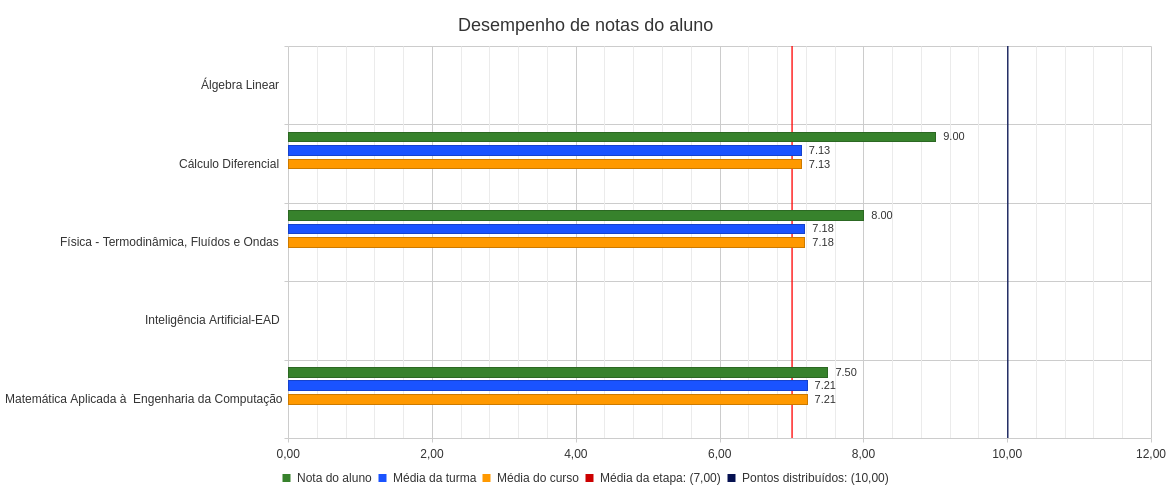 Desempenho de notas do aluno
Álgebra Linear
9.00
7.13
Cálculo Diferencial 7.13
8.00
7.18
Física - Termodinâmica, Fluídos e Ondas 7.18
Inteligência Artificial-EAD
7.50
7.21
Matemática Aplicada à  Engenharia da Computação 7.21
0,00 2,00 4,00 6,00 8,00 10,00 12,00
Nota do aluno Média da turma Média do curso Média da etapa: (7,00) Pontos distribuídos: (10,00)